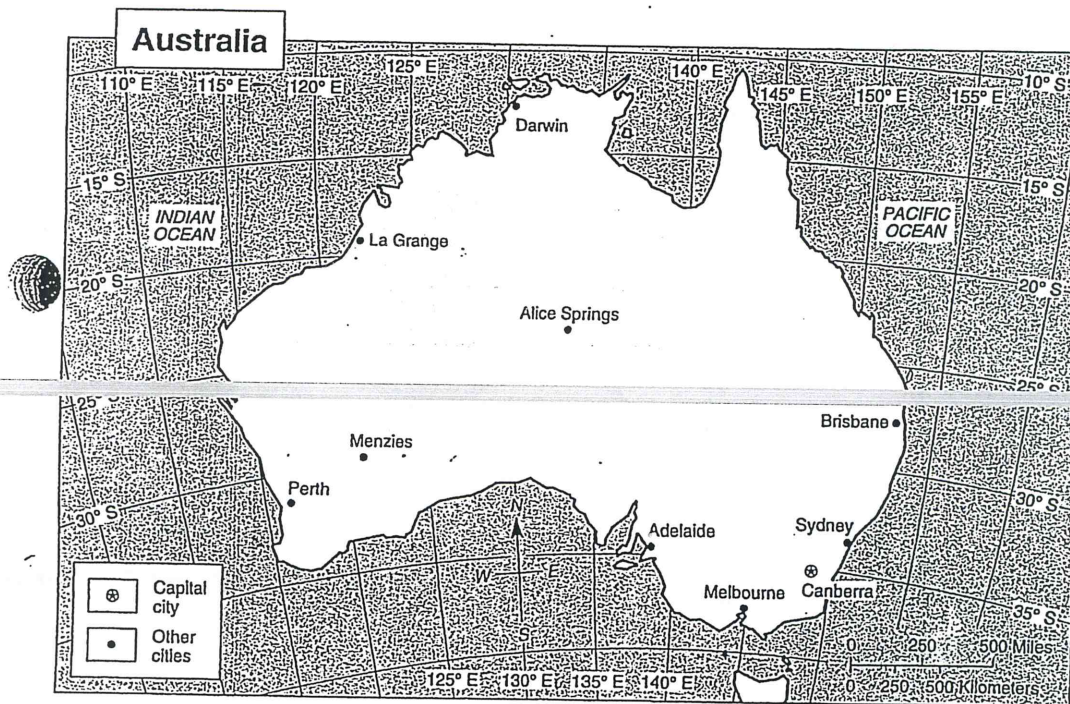 Australia
110° E
115° E
120° E
125° E
140° E
145° E
150° E
155° E
10° S
Darwin
15° S
15° S
INDIAN
OCEAN
PACIFIC
OCEAN
La Grange
20° S
20° S
Alice Springs
25° S
25° S
Brisbane
Menzies
Perth
30° S
30° S
N
Adelaide
Sydney
W
E
Capital
city
Melbourne
Canberra
35° S
S
Other
cities
0 250 500 Miles
125° E
130° E
135° E
140° E
0 250 500 Kilometers